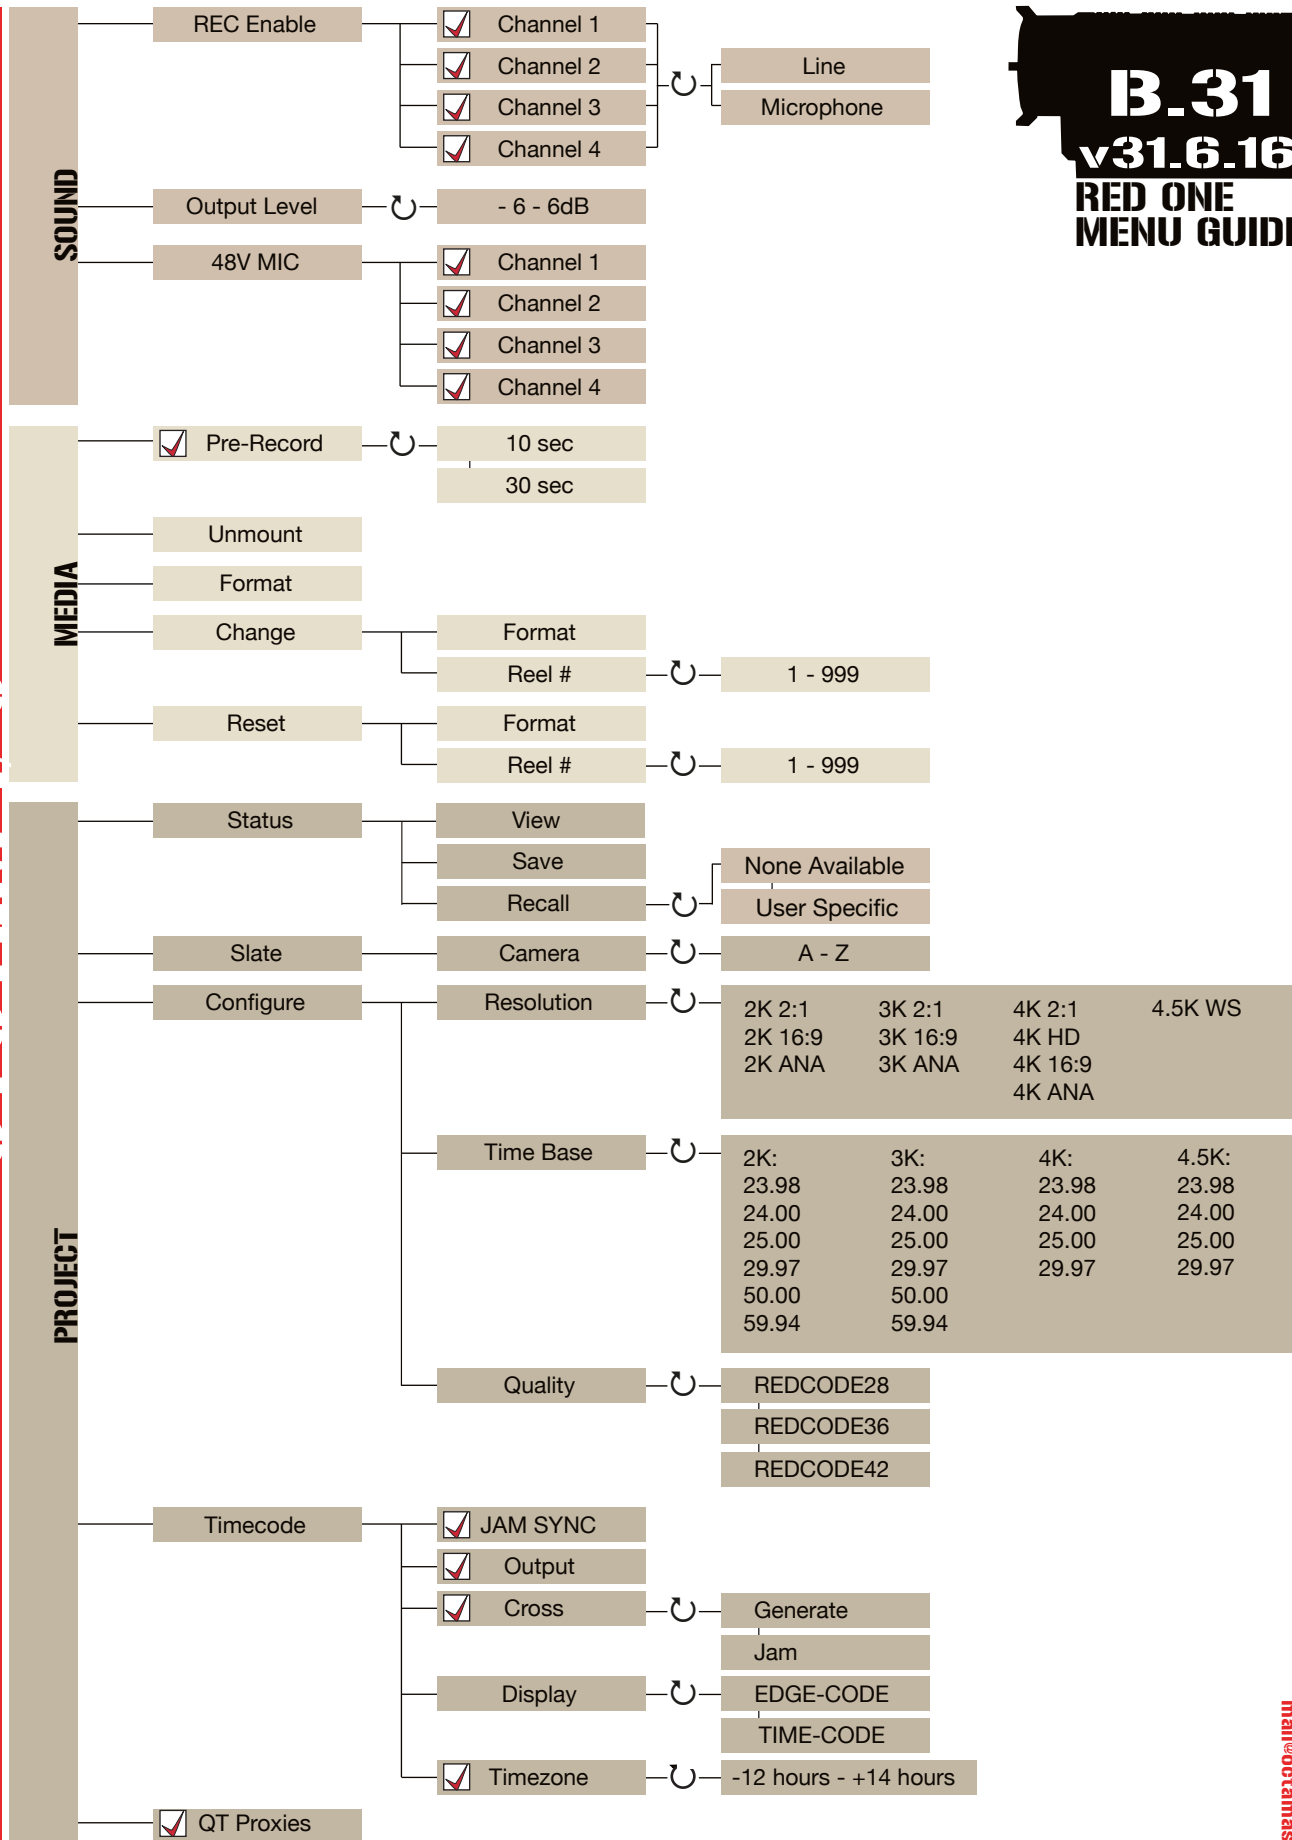 B.31
v31.6.16
RED ONE
MENU GUIDE
SOUND
REC Enable
Channel 1
Channel 2
Channel 3
Channel 4
Line
Microphone
Output Level
- 6 - 6dB
48V MIC
Channel 1
Channel 2
Channel 3
Channel 4
MEDIA
Pre-Record
10 sec
30 sec
Unmount
Format
Change
Format
Reel #
1 - 999
Reset
Format
Reel #
1 - 999
PROJECT
Status
View
Save
Recall
None Available
User Specific
Slate
Camera
A - Z
Configure
Resolution
2K 2:1 3K 2:1 4K 2:1 4.5K WS
2K 16:9 3K 16:9 4K HD
2K ANA 3K ANA 4K 16:9
4K ANA
Time Base
2K: 3K: 4K: 4.5K:
23.98 23.98 23.98 23.98
24.00 24.00 24.00 24.00
25.00 25.00 25.00 25.00
29.97 29.97 29.97 29.97
50.00 50.00
59.94 59.94
Quality
REDCODE28
REDCODE36
REDCODE42
Timecode
JAM SYNC
Output
Cross
Generate
Jam
Display
EDGE-CODE
TIME-CODE
Timezone
-12 hours - +14 hours
QT Proxies